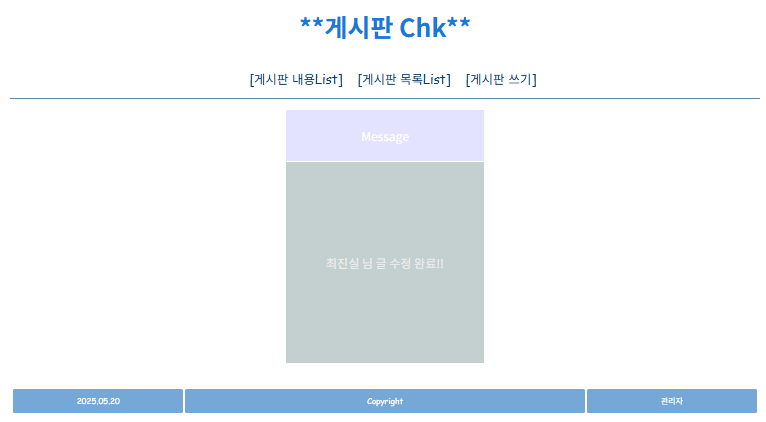 **게시판 Chk**
[게시판 내용List] [게시판 목록List] [게시판 쓰기]
Message
최진실 님 글 수정 완료!!
2025.05.20 Copyright 관리자